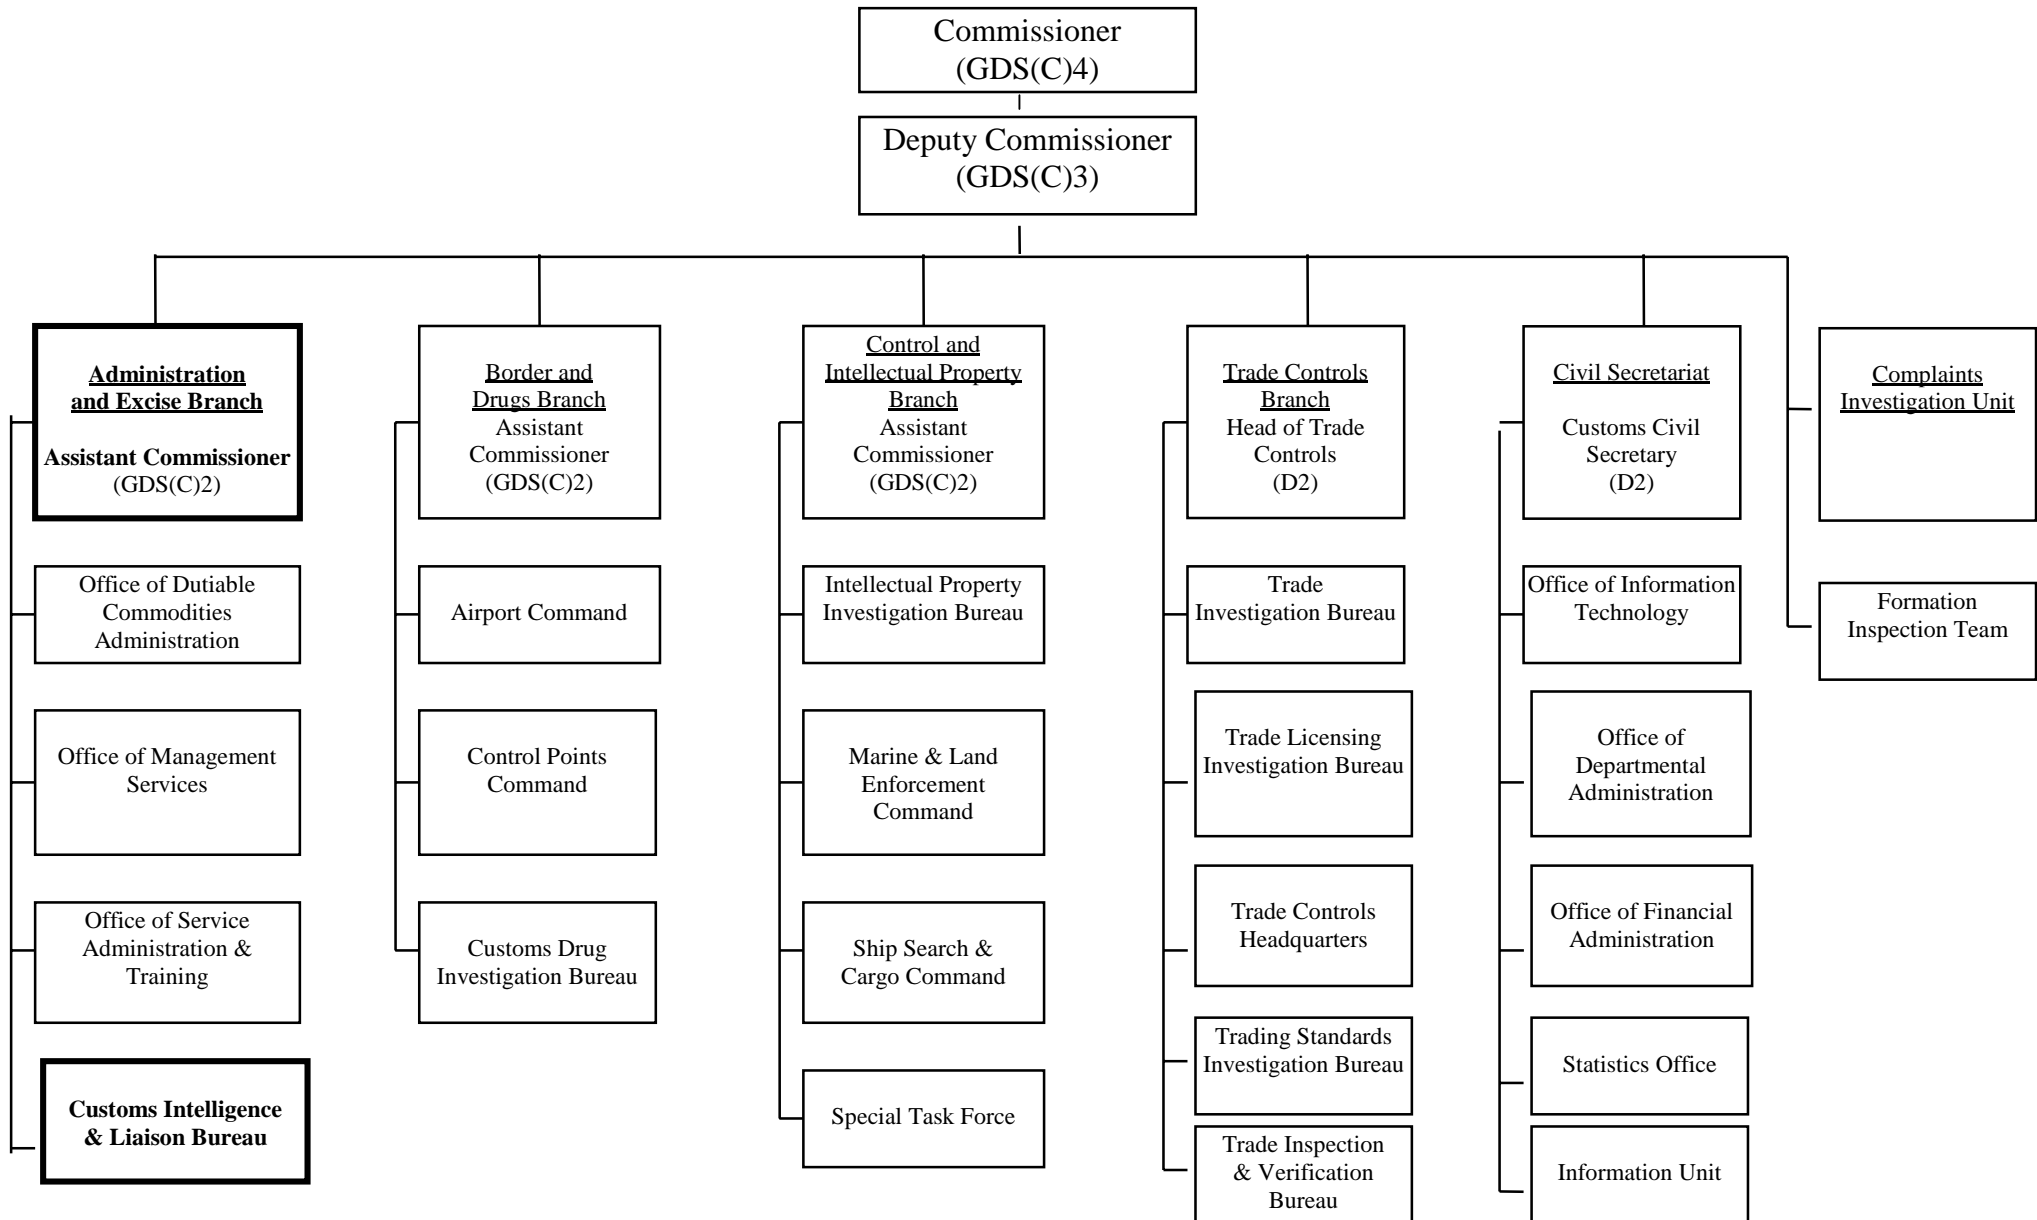 Commissioner
(GDS(C)4)
Deputy Commissioner
(GDS(C)3)
Administration
and Excise Branch
Assistant Commissioner
(GDS(C)2)
Office of Dutiable
Commodities
Administration
Office of Management
Services
Office of Service
Administration &
Training
Customs Intelligence
& Liaison Bureau
Border and
Drugs Branch
Assistant
Commissioner
(GDS(C)2)
Airport Command
Control Points
Command
Customs Drug
Investigation Bureau
Control and
Intellectual Property
Branch
Assistant
Commissioner
(GDS(C)2)
Intellectual Property
Investigation Bureau
Marine & Land
Enforcement
Command
Ship Search &
Cargo Command
Special Task Force
Trade Controls
Branch
Head of Trade
Controls
(D2)
Trade
Investigation Bureau
Trade Licensing
Investigation Bureau
Trade Controls
Headquarters
Trading Standards
Investigation Bureau
Trade Inspection
& Verification
Bureau
Civil Secretariat
Customs Civil
Secretary
(D2)
Office of Information
Technology
Office of
Departmental
Administration
Office of Financial
Administration
Statistics Office
Information Unit
Complaints
Investigation Unit
Formation
Inspection Team